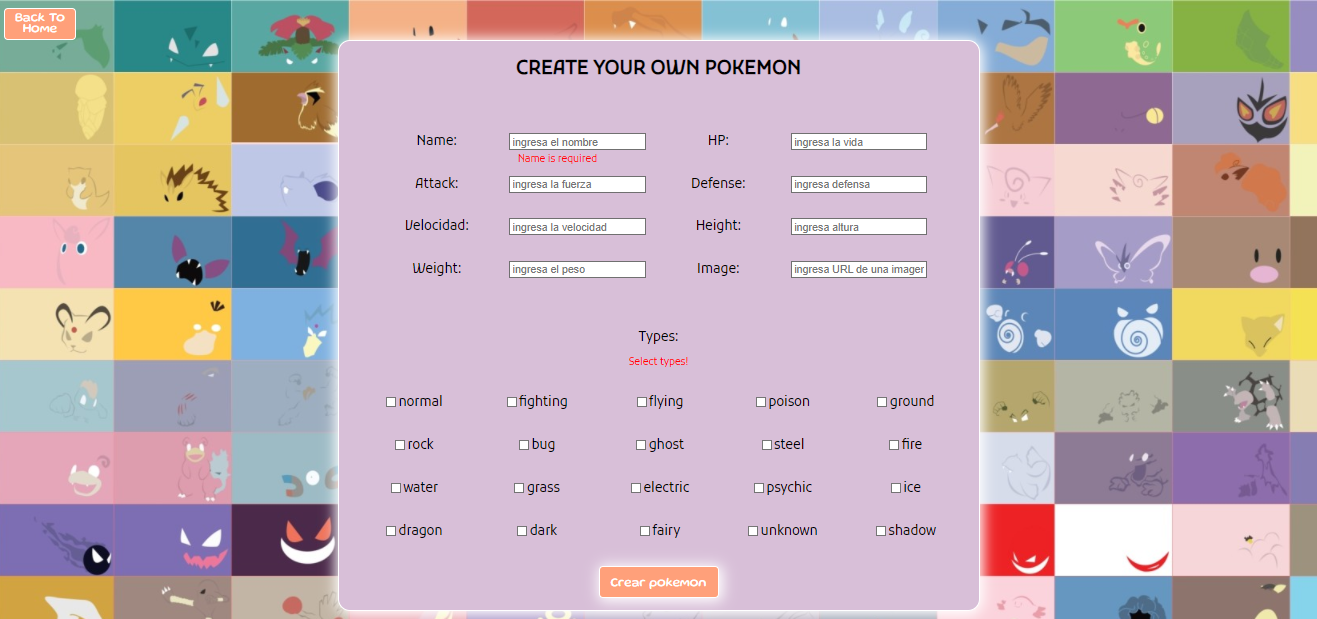 Back To
Home
CREATE YOUR OWN POKEMON
Name: ingresa el nombre HP: ingresa la vida
Name is required
Attack: ingresa la fuerza Defense: ingresa defensa
Velocidad: ingresa la velocidad Height: ingresa altura
Weight: ingresa el peso Image: ingresa URL de una imagen
Types:
Select types!
normal fighting flying poison ground
rock bug ghost steel fire
water grass electric psychic ice
dragon dark fairy unknown shadow
Crear pokemon